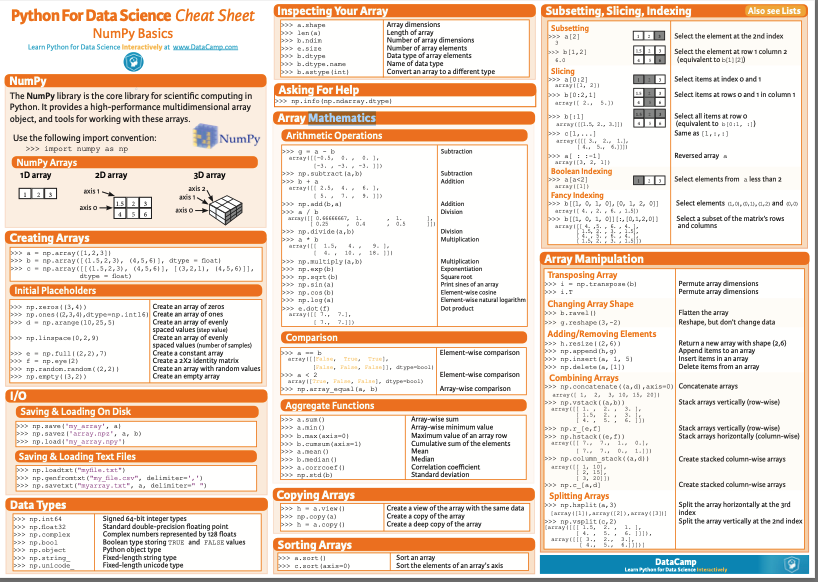 Python For Data Science Cheat Sheet
NumPy Basics
Learn Python for Data Science Interactively at www.DataCamp.com
NumPy
The NumPy library is the core library for scientific computing in
Python. It provides a high-performance multidimensional array
object, and tools for working with these arrays.
Use the following import convention:
>>> import numpy as np
NumPy
NumPy Arrays
1D array
2D array
3D array
1 2 3
axis 1
axis 0
1.5 2 3
4 5 6
axis 2
axis 1
axis 0
Creating Arrays
>>> a = np.array([1,2,3])
>>> b = np.array([(1.5,2,3), (4,5,6)], dtype = float)
>>> c = np.array([[(1.5,2,3), (4,5,6)], [(3,2,1), (4,5,6)]],
dtype = float)
Initial Placeholders
>>> np.zeros((3,4)) Create an array of zeros
>>> np.ones((2,3,4),dtype=np.int16) Create an array of ones
>>> d = np.arange(10,25,5) Create an array of evenly
spaced values (step value)
>>> np.linspace(0,2,9) Create an array of evenly
spaced values (number of samples)
>>> e = np.full((2,2),7) Create a constant array
>>> f = np.eye(2) Create a 2X2 identity matrix
>>> np.random.random((2,2)) Create an array with random values
>>> np.empty((3,2)) Create an empty array
I/O
Saving & Loading On Disk
>>> np.save('my_array', a)
>>> np.savez('array.npz', a, b)
>>> np.load('my_array.npy')
Saving & Loading Text Files
>>> np.loadtxt("myfile.txt")
>>> np.genfromtxt("my_file.csv", delimiter=',')
>>> np.savetxt("myarray.txt", a, delimiter=" ")
Data Types
>>> np.int64 Signed 64-bit integer types
>>> np.float32 Standard double-precision floating point
>>> np.complex Complex numbers represented by 128 floats
>>> np.bool Boolean type storing TRUE and FALSE values
>>> np.object Python object type
>>> np.string_ Fixed-length string type
>>> np.unicode_ Fixed-length unicode type
Inspecting Your Array
>>> a.shape Array dimensions
>>> len(a) Length of array
>>> b.ndim Number of array dimensions
>>> e.size Number of array elements
>>> b.dtype Data type of array elements
>>> b.dtype.name Name of data type
>>> b.astype(int) Convert an array to a different type
Asking For Help
>>> np.info(np.ndarray.dtype)
Array Mathematics
Arithmetic Operations
>>> g = a - b Subtraction
array([[-0.5, 0. , 0. ],
[-3. , -3. , -3. ]])
>>> np.subtract(a,b) Subtraction
>>> b + a Addition
array([[ 2.5, 4. , 6. ],
[ 5. , 7. , 9. ]])
>>> np.add(b,a) Addition
>>> a / b Division
array([[ 0.66666667, 1. , 1. ],
[ 0.25 , 0.4 , 0.5 ]])
>>> np.divide(a,b) Division
>>> a * b Multiplication
array([[ 1.5, 4. , 9. ],
[ 4. , 10. , 18. ]])
>>> np.multiply(a,b) Multiplication
>>> np.exp(b) Exponentiation
>>> np.sqrt(b) Square root
>>> np.sin(a) Print sines of an array
>>> np.cos(b) Element-wise cosine
>>> np.log(a) Element-wise natural logarithm
>>> e.dot(f) Dot product
array([[ 7., 7.],
[ 7., 7.]])
Comparison
>>> a == b Element-wise comparison
array([[False, True, True],
[False, False, False]], dtype=bool)
>>> a < 2 Element-wise comparison
array([True, False, False], dtype=bool)
>>> np.array_equal(a, b) Array-wise comparison
Aggregate Functions
>>> a.sum() Array-wise sum
>>> a.min() Array-wise minimum value
>>> b.max(axis=0) Maximum value of an array row
>>> b.cumsum(axis=1) Cumulative sum of the elements
>>> a.mean() Mean
>>> b.median() Median
>>> a.corrcoef() Correlation coefficient
>>> np.std(b) Standard deviation
Copying Arrays
>>> h = a.view() Create a view of the array with the same data
>>> np.copy(a) Create a copy of the array
>>> h = a.copy() Create a deep copy of the array
Sorting Arrays
>>> a.sort() Sort an array
>>> c.sort(axis=0) Sort the elements of an array's axis
Subsetting, Slicing, Indexing
Also see Lists
Subsetting
>>> a[2] 1 2 3 Select the element at the 2nd index
3
>>> b[1,2] 1.5 2 3 Select the element at row 1 column 2
6.0 4 5 6 (equivalent to b[1][2])
Slicing
>>> a[0:2] 1 2 3 Select items at index 0 and 1
array([1, 2])
>>> b[0:2,1] 1.5 2 3 Select items at rows 0 and 1 in column 1
array([ 2., 5.]) 4 5 6
>>> b[:1] 1.5 2 3 Select all items at row 0
array([[1.5, 2., 3.]]) 4 5 6 (equivalent to b[0:1, :])
>>> c[1,...] Same as [1,:,:]
array([[[ 3., 2., 1.],
[ 4., 5., 6.]]])
>>> a[ : :-1] Reversed array a
array([3, 2, 1])
Boolean Indexing
>>> a[a<2] 1 2 3 Select elements from a less than 2
array([1])
Fancy Indexing
>>> b[[1, 0, 1, 0],[0, 1, 2, 0]] Select elements (1,0),(0,1),(1,2) and (0,0)
array([ 4. , 2. , 6. , 1.5])
>>> b[[1, 0, 1, 0]][:,[0,1,2,0]] Select a subset of the matrix's rows
array([[ 4. ,5. , 6. , 4. ], and columns
[ 1.5, 2. , 3. , 1.5],
[ 4. , 5. , 6. , 4. ],
[ 1.5, 2. , 3. , 1.5]])
Array Manipulation
Transposing Array
>>> i = np.transpose(b) Permute array dimensions
>>> i.T Permute array dimensions
Changing Array Shape
>>> b.ravel() Flatten the array
>>> g.reshape(3,-2) Reshape, but don't change data
Adding/Removing Elements
>>> h.resize((2,6)) Return a new array with shape (2,6)
>>> np.append(h,g) Append items to an array
>>> np.insert(a, 1, 5) Insert items in an array
>>> np.delete(a,[1]) Delete items from an array
Combining Arrays
>>> np.concatenate((a,d),axis=0) Concatenate arrays
array([ 1, 2, 3, 10, 15, 20])
>>> np.vstack((a,b)) Stack arrays vertically (row-wise)
array([[ 1. , 2. , 3. ],
[ 1.5, 2. , 3. ],
[ 4. , 5. , 6. ]])
>>> np.r_[e,f] Stack arrays vertically (row-wise)
>>> np.hstack((e,f)) Stack arrays horizontally (column-wise)
array([[ 7., 7., 1., 0.],
[ 7., 7., 0., 1.]])
>>> np.column_stack((a,d)) Create stacked column-wise arrays
array([[ 1, 10],
[ 2, 15],
[ 3, 20]])
>>> np.c_[a,d] Create stacked column-wise arrays
Splitting Arrays
>>> np.hsplit(a,3) Split the array horizontally at the 3rd
[array([1]),array([2]),array([3])] index
>>> np.vsplit(c,2) Split the array vertically at the 2nd index
[array([[[ 1.5, 2. , 1. ],
[ 4. , 5. , 6. ]]]),
array([[[ 3., 2., 3.],
[ 4., 5., 6.]]])]
DataCamp
Learn Python for Data Science Interactively